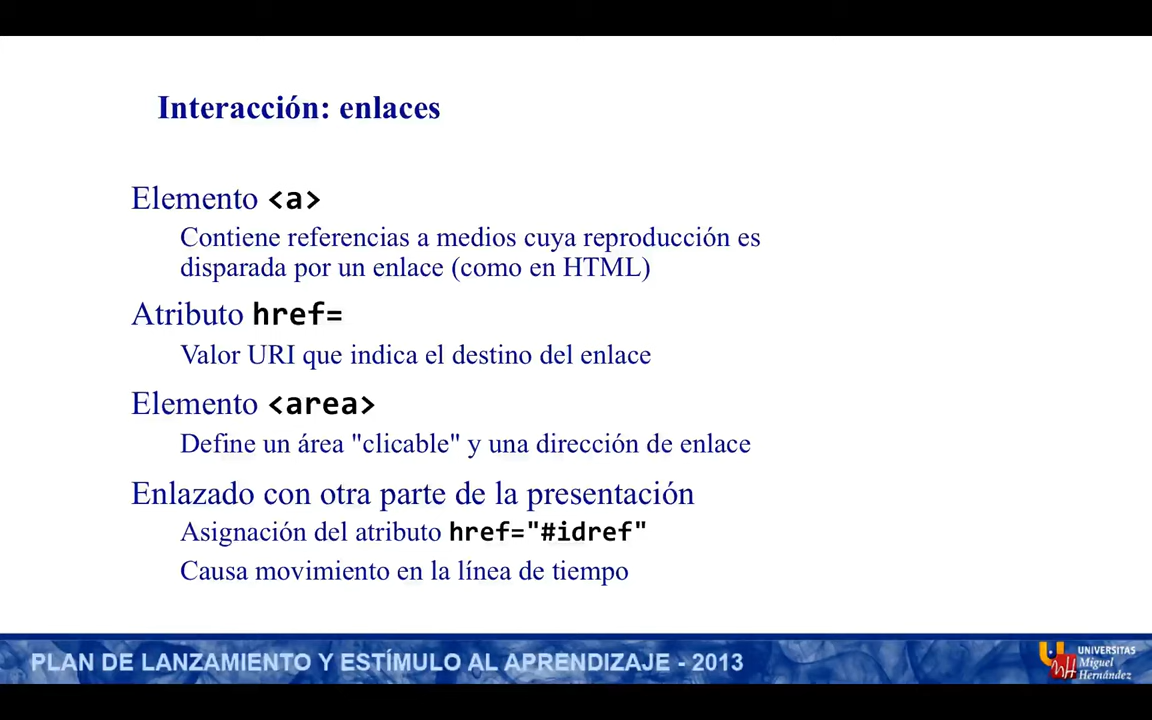 Interacción: enlaces
Elemento <a>
Contiene referencias a medios cuya reproducción es
disparada por un enlace (como en HTML)
Atributo href=
Valor URI que indica el destino del enlace
Elemento <area>
Define un área "clicable" y una dirección de enlace
Enlazado con otra parte de la presentación
Asignación del atributo href="#idref"
Causa movimiento en la línea de tiempo
PLAN DE LANZAMIENTO Y ESTÍMULO AL APRENDIZAJE - 2013
UNIVERSITAS
Miguel
Hernández